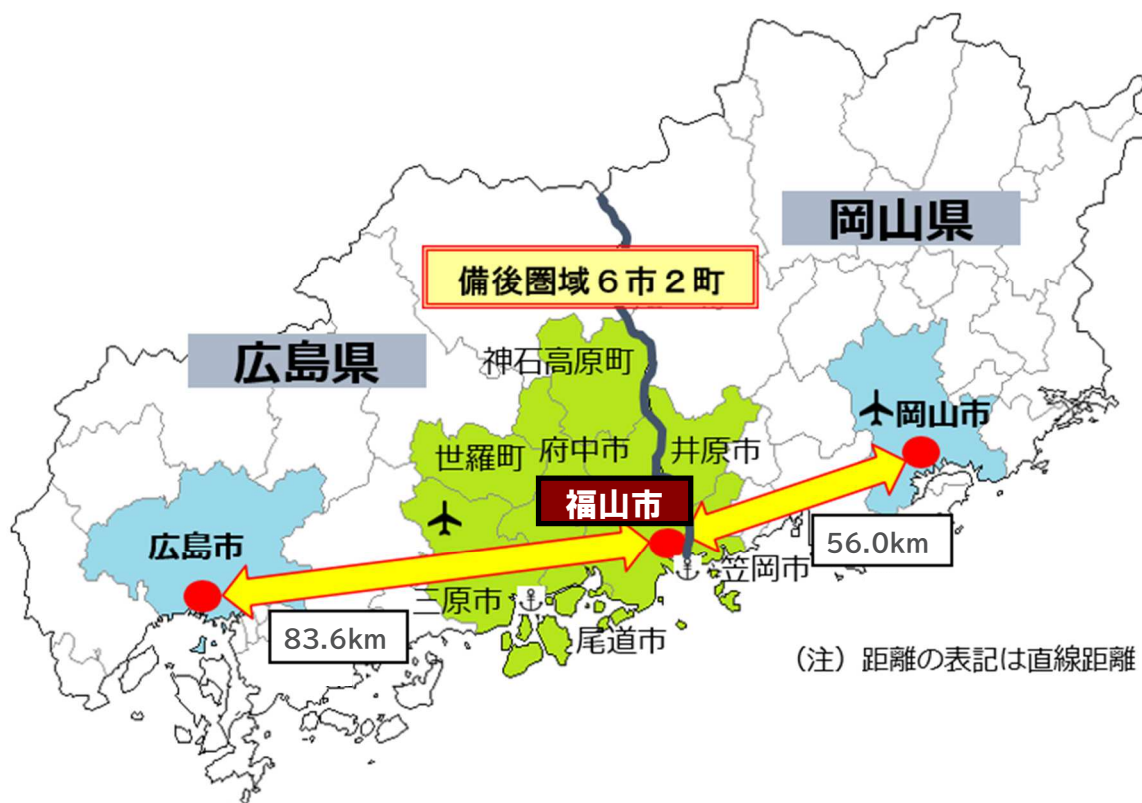 岡山県
備後圏域6市2町
広島県
神石高原町
岡山市
世羅町
府中市
井原市
福山市
広島市
56.0km
笠岡市
三原市
83.6km
尾道市
（注）距離の表記は直線距離